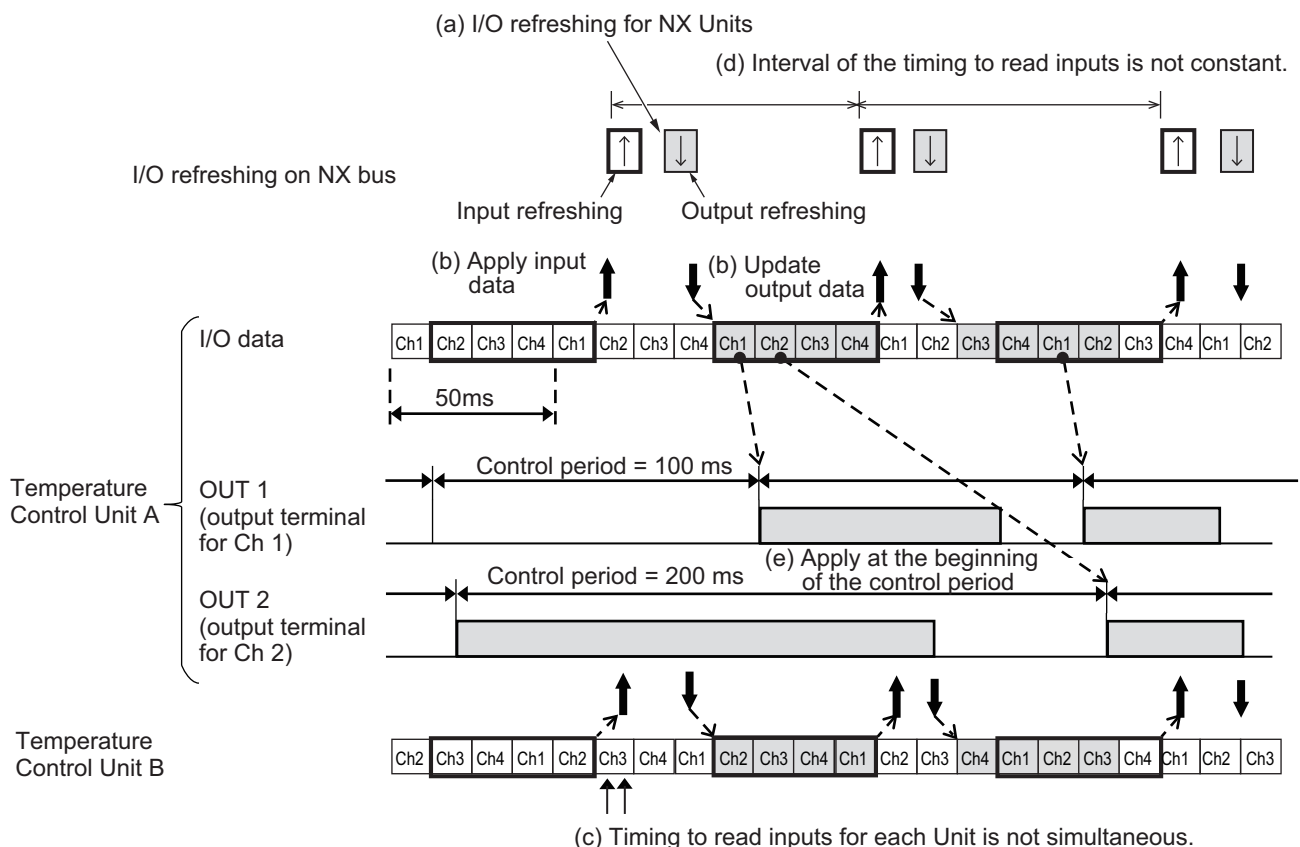 (a) I/O refreshing for NX Units
(d) Interval of the timing to read inputs is not constant.
I/O refreshing on NX bus
Input refreshing
Output refreshing
(b) Apply input
data
(b) Update
output data
I/O data
Ch1 Ch2 Ch3 Ch4 Ch1 Ch2 Ch3 Ch4 Ch1 Ch2 Ch3 Ch4 Ch1 Ch2 Ch3 Ch4 Ch1 Ch2 Ch3 Ch4 Ch1 Ch2
50ms
Control period = 100 ms
Temperature
Control Unit A
OUT 1
(output terminal
for Ch 1)
(e) Apply at the beginning
of the control period
Control period = 200 ms
OUT 2
(output terminal
for Ch 2)
Temperature
Control Unit B
Ch2 Ch3 Ch4 Ch1 Ch2 Ch3 Ch4 Ch1 Ch2 Ch3 Ch4 Ch1 Ch2 Ch3 Ch4 Ch1 Ch2 Ch3 Ch4 Ch1 Ch2 Ch3
(c) Timing to read inputs for each Unit is not simultaneous.